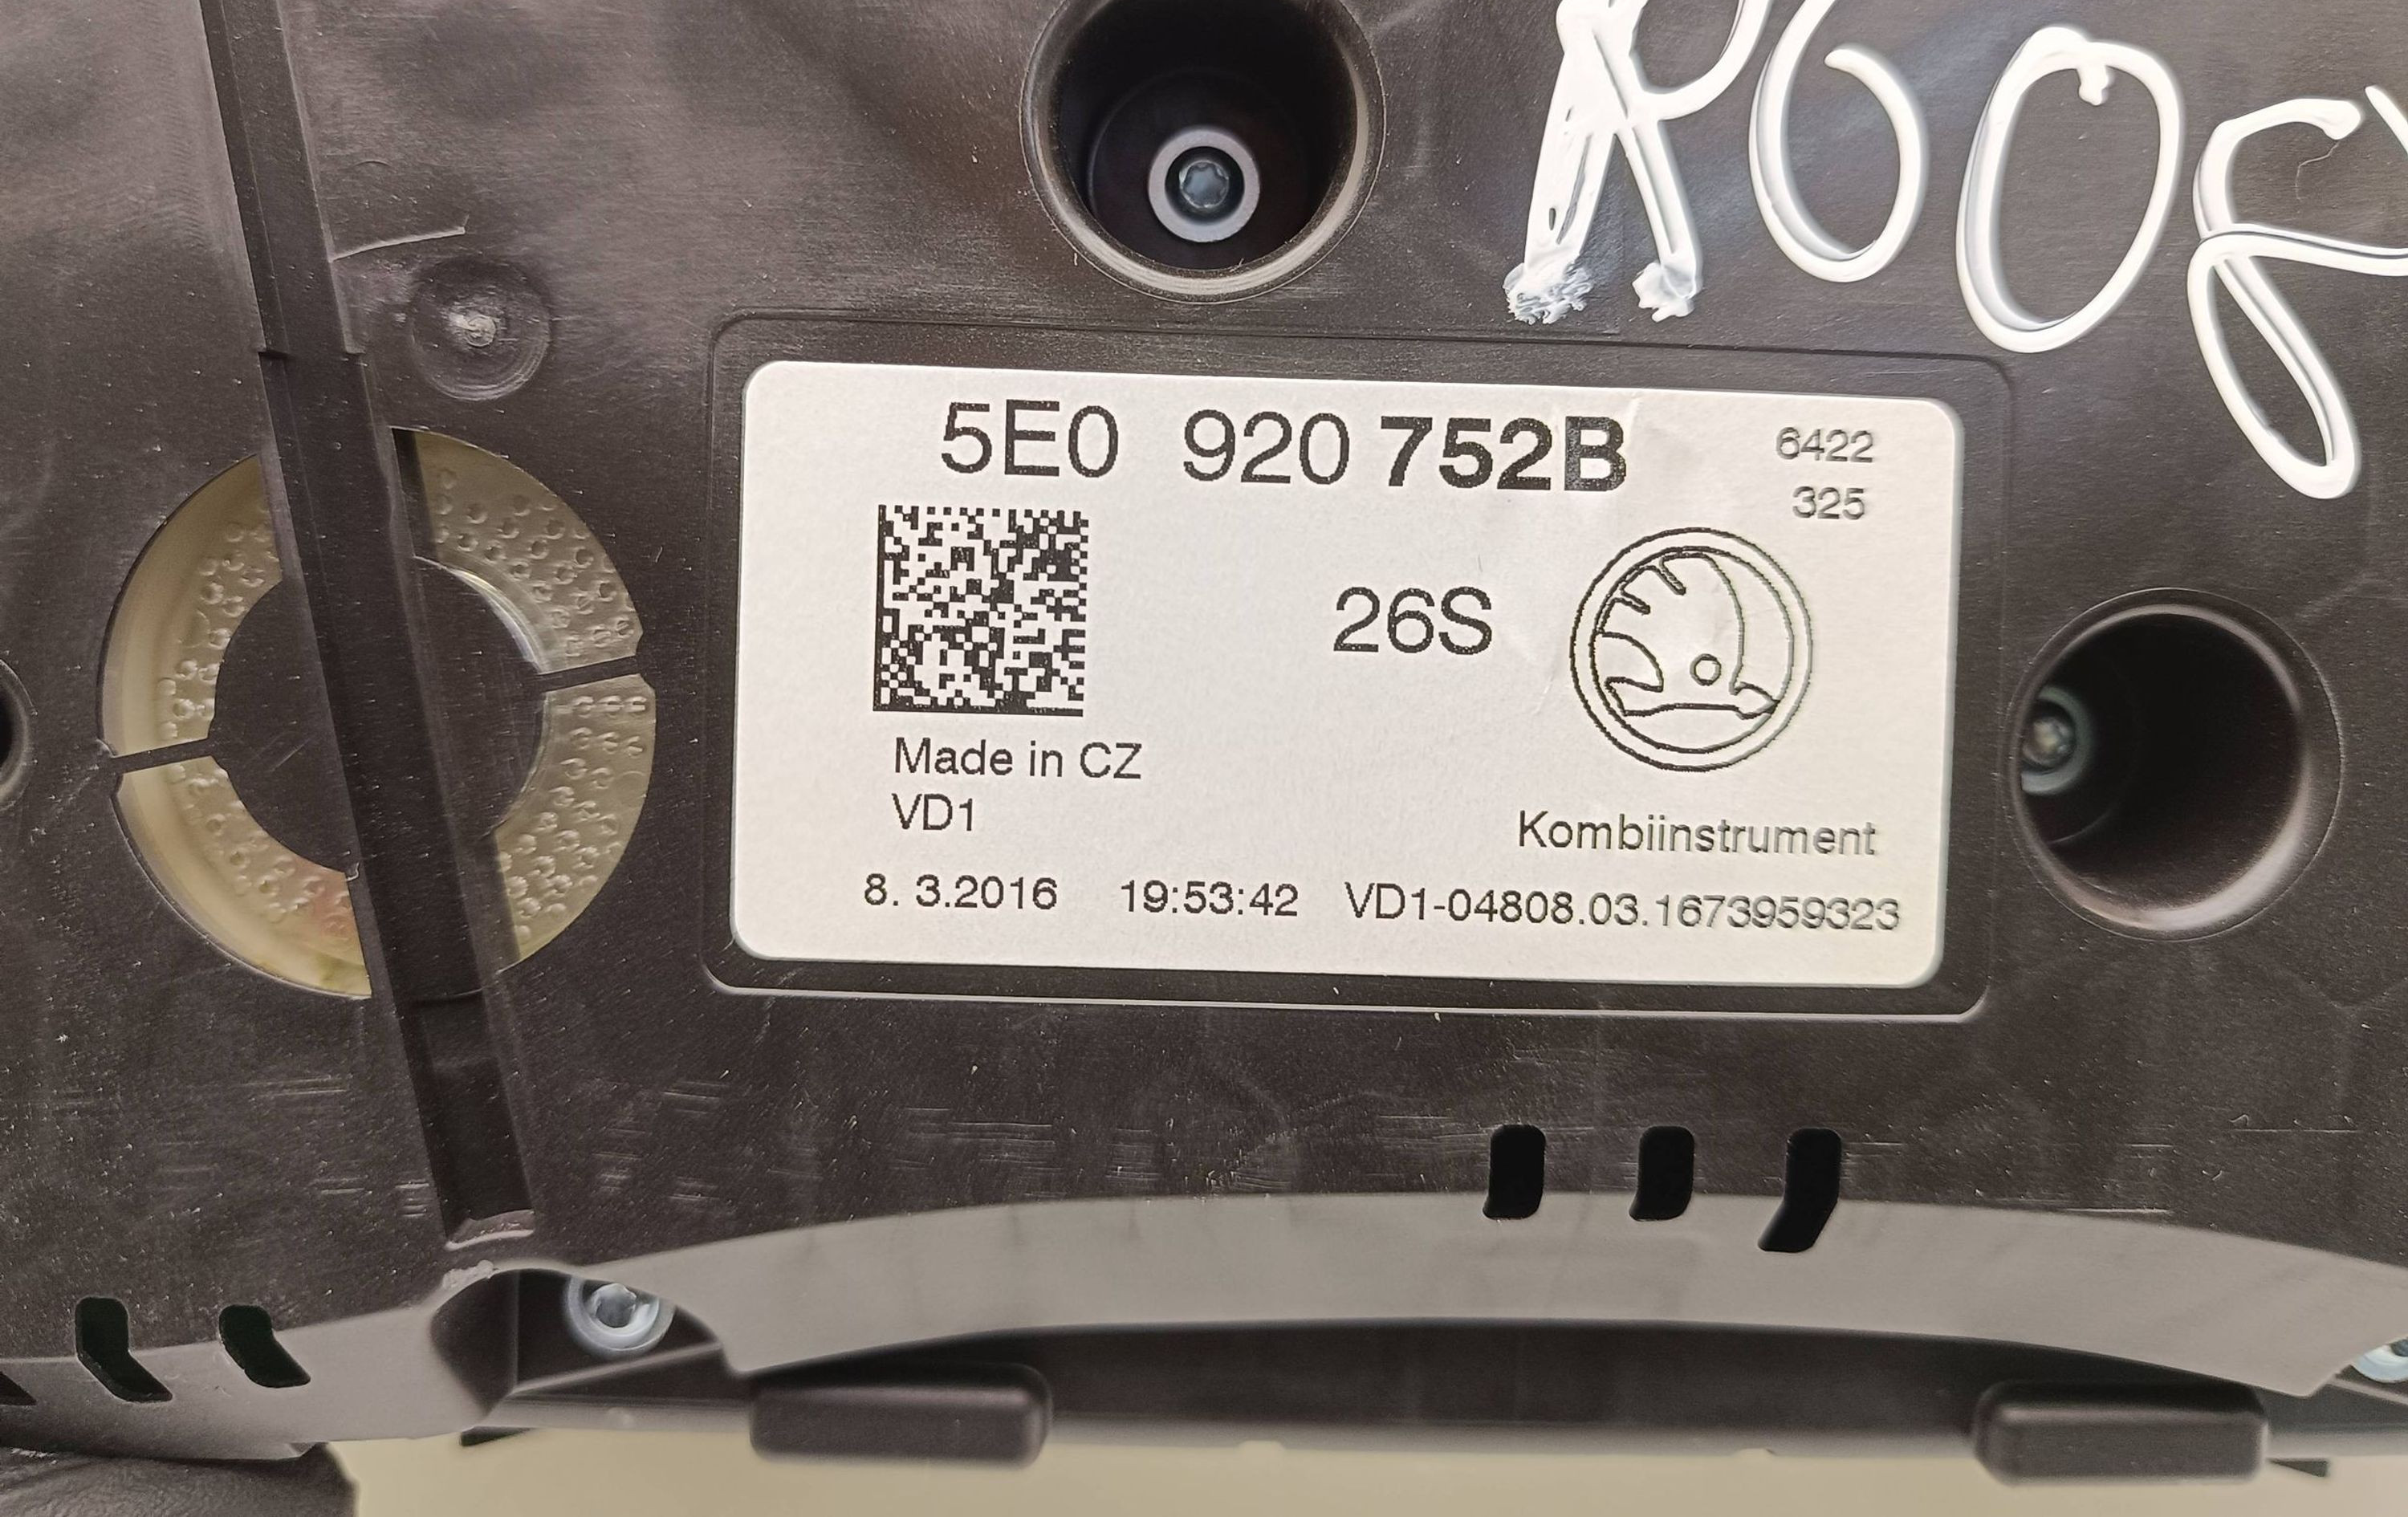 R608
5E0 920 752B
6422
325
26S
Made in CZ
VD1
Kombiinstrument
8. 3.2016 19:53:42 VD1-04808.03.1673959323